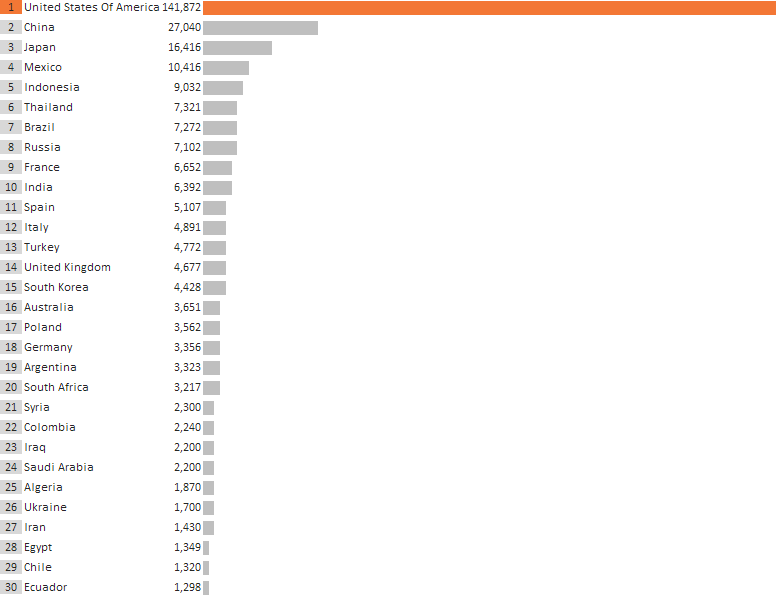 1 United States Of America 141,872
2 China 27,040
3 Japan 16,416
4 Mexico 10,416
5 Indonesia 9,032
6 Thailand 7,321
7 Brazil 7,272
8 Russia 7,102
9 France 6,652
10 India 6,392
11 Spain 5,107
12 Italy 4,891
13 Turkey 4,772
14 United Kingdom 4,677
15 South Korea 4,428
16 Australia 3,651
17 Poland 3,562
18 Germany 3,356
19 Argentina 3,323
20 South Africa 3,217
21 Syria 2,300
22 Colombia 2,240
23 Iraq 2,200
24 Saudi Arabia 2,200
25 Algeria 1,870
26 Ukraine 1,700
27 Iran 1,430
28 Egypt 1,349
29 Chile 1,320
30 Ecuador 1,298